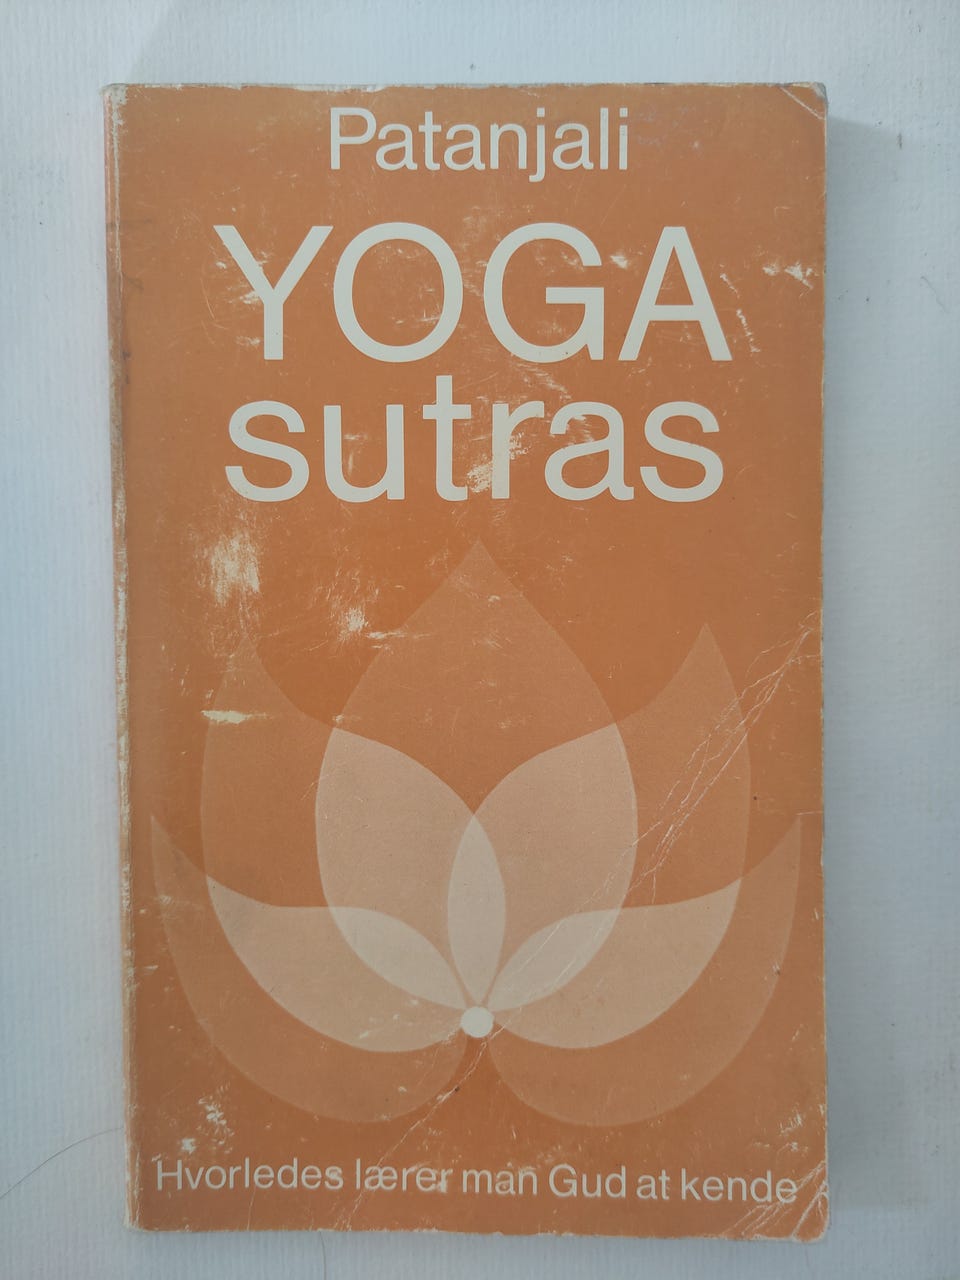 Patanjali
YOGA
sutras
Hvorledes lærer man Gud at kende